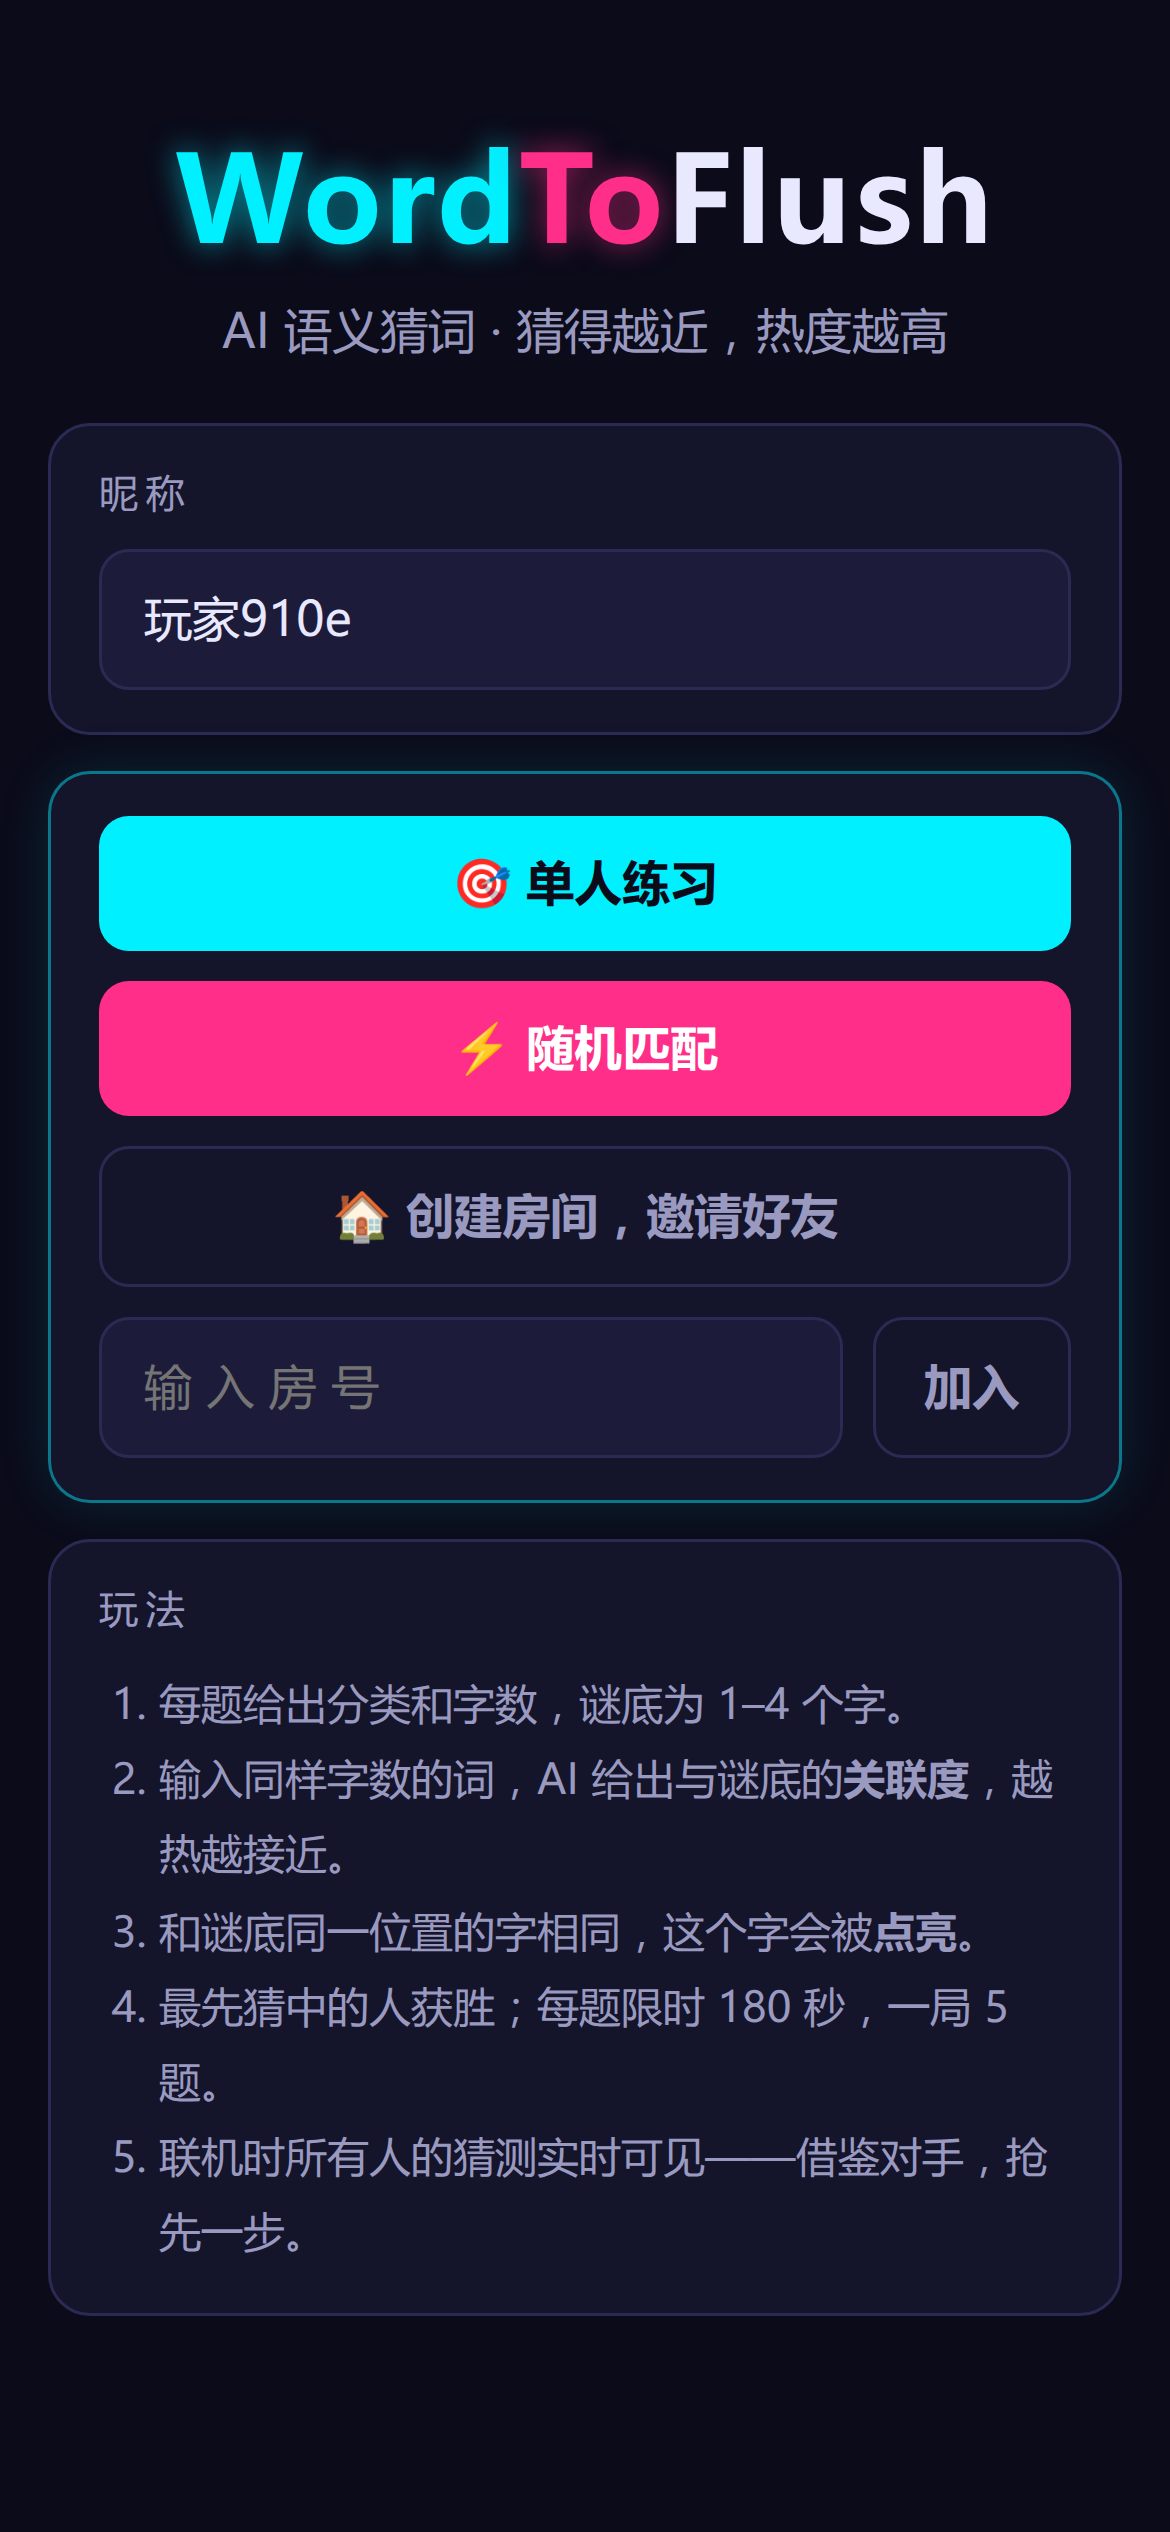 WordToFlush
AI 语义猜词 · 猜得越近，热度越高
昵称
玩家910e
🎯 单人练习
⚡ 随机匹配
🏠 创建房间，邀请好友
输入房号
加入
玩法
1. 每题给出分类和字数，谜底为 1–4 个字。
2. 输入同样字数的词，AI 给出与谜底的关联度，越
热越接近。
3. 和谜底同一位置的字相同，这个字会被点亮。
4. 最先猜中的人获胜；每题限时 180 秒，一局 5
题。
5. 联机时所有人的猜测实时可见——借鉴对手，抢
先一步。